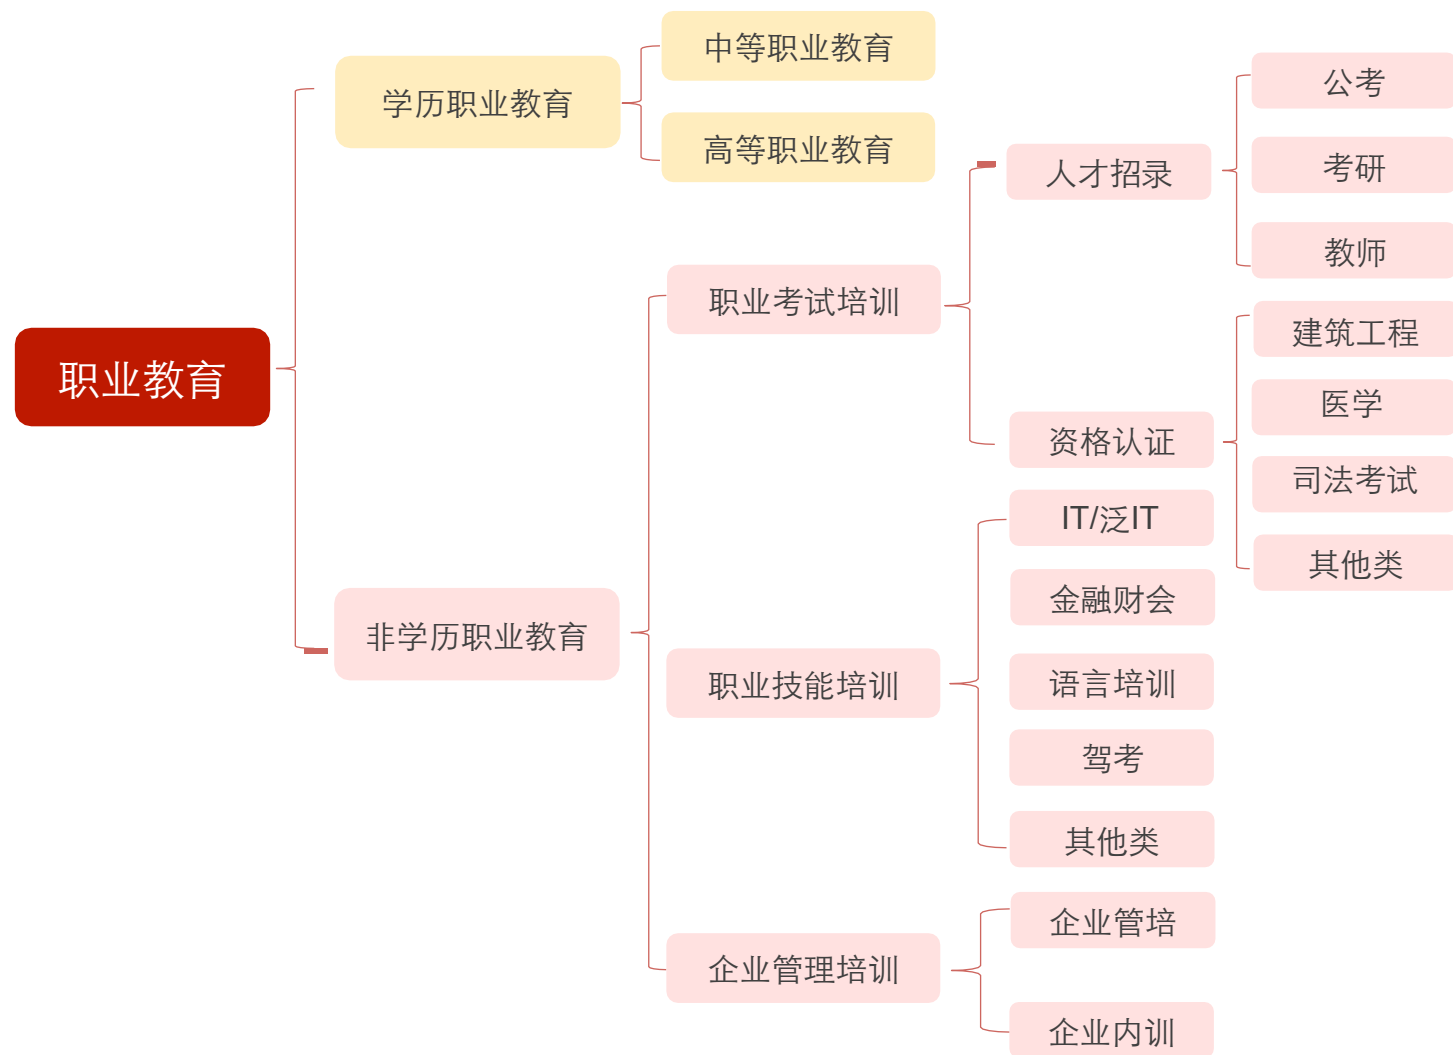 职业教育
学历职业教育
中等职业教育
高等职业教育
非学历职业教育
职业考试培训
人才招录
公考
考研
教师
资格认证
建筑工程
医学
司法考试
其他类
职业技能培训
IT/泛IT
金融财会
语言培训
驾考
其他类
企业管理培训
企业管培
企业内训